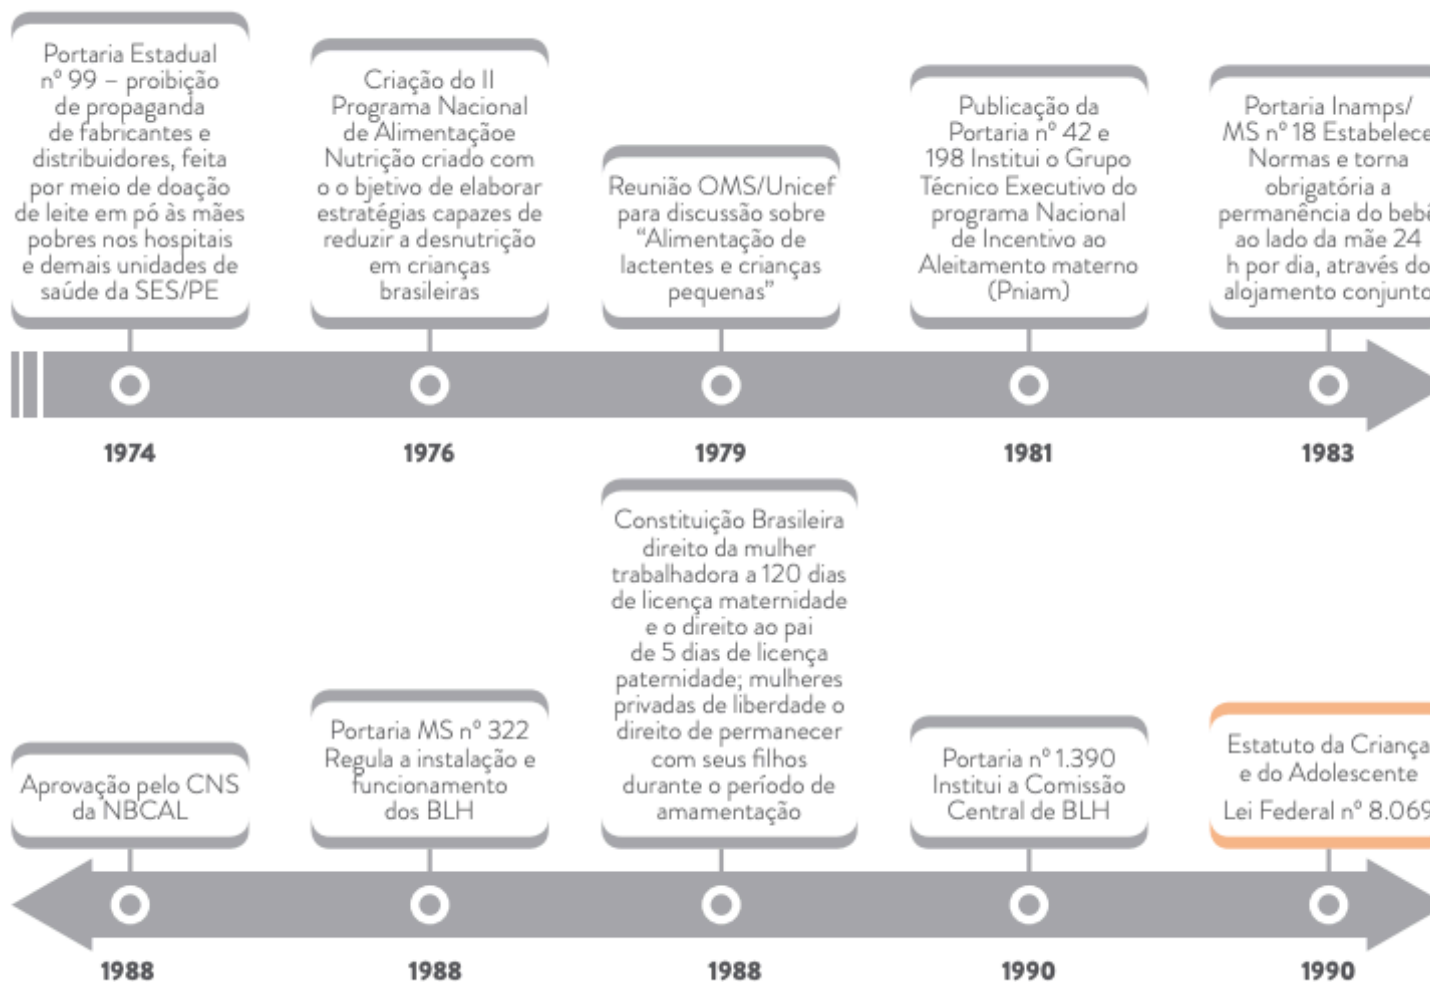 Portaria Estadual
nº 99 – proibição
de propaganda
de fabricantes e
distribuidores, feita
por meio de doação
de leite em pó às mães
pobres nos hospitais
e demais unidades de
saúde da SES/PE
1974
Criação do II
Programa Nacional
de Alimentaçãoe
Nutrição criado com
o o bjetivo de elaborar
estratégias capazes de
reduzir a desnutrição
em crianças
brasileiras
1976
Reunião OMS/Unicef
para discussão sobre
“Alimentação de
lactentes e crianças
pequenas”
1979
Publicação da
Portaria nº 42 e
198 Institui o Grupo
Técnico Executivo do
programa Nacional
de Incentivo ao
Aleitamento materno
(Pniam)
1981
Portaria Inamps/
MS nº 18 Estabelece
Normas e torna
obrigatória a
permanência do bebê
ao lado da mãe 24
h por dia, através do
alojamento conjunto
1983
Aprovação pelo CNS
da NBCAL
1988
Portaria MS nº 322
Regula a instalação e
funcionamento
dos BLH
1988
Constituição Brasileira
direito da mulher
trabalhadora a 120 dias
de licença maternidade
e o direito ao pai
de 5 dias de licença
paternidade; mulheres
privadas de liberdade o
direito de permanecer
com seus filhos
durante o período de
amamentação
1988
Portaria nº 1.390
Institui a Comissão
Central de BLH
1990
Estatuto da Criança
e do Adolescente
Lei Federal nº 8.069
1990